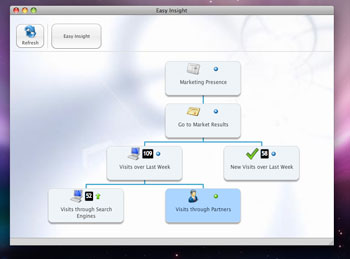 Easy Insight
Refresh
Easy Insight
Marketing Presence
Go to Market Results
109
Visits over Last Week
58
New Visits over Last Week
52
Visits through Search
Engines
Visits through Partners